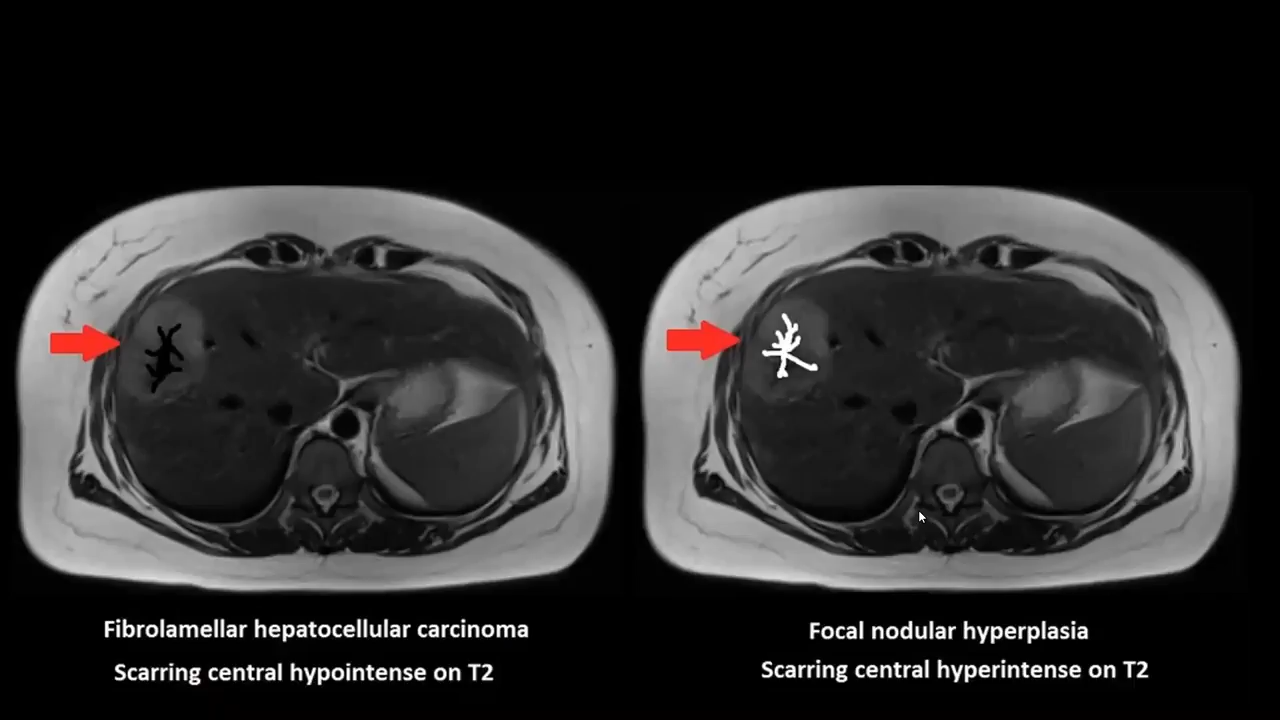 Fibrolamellar hepatocellular carcinoma
Scarring central hypointense on T2
Focal nodular hyperplasia
Scarring central hyperintense on T2